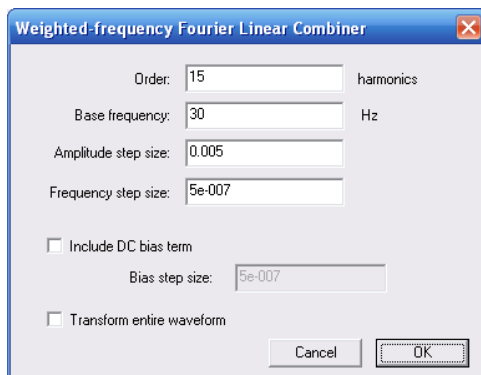 Weighted-frequency Fourier Linear Combiner
Order: 15 harmonics
Base frequency: 30 Hz
Amplitude step size: 0.005
Frequency step size: 5e-007
Include DC bias term
Bias step size: 5e-007
Transform entire waveform
Cancel OK